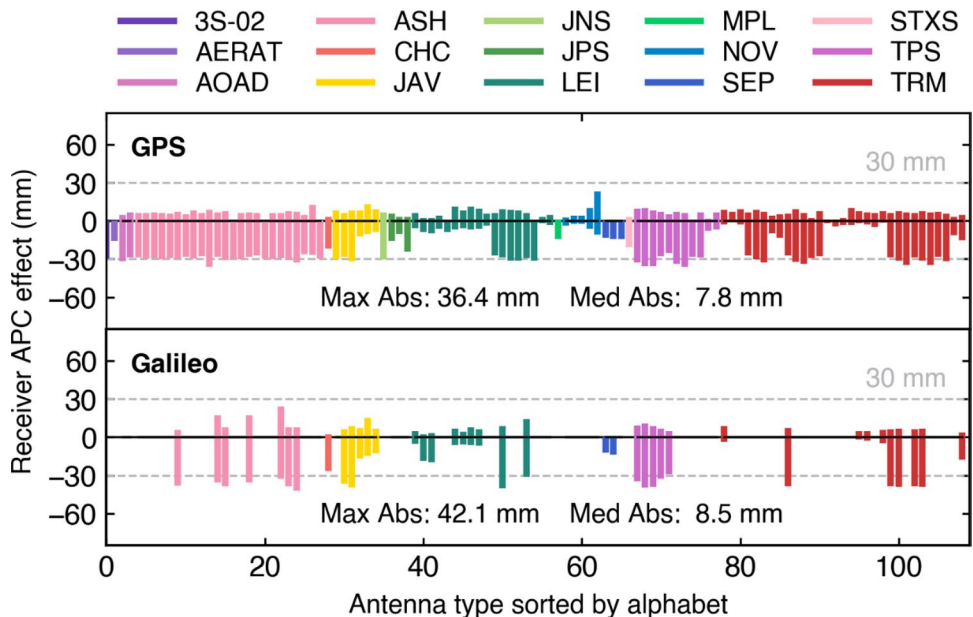 3S-02 ASH JNS MPL STXS
AERAT CHC JPS NOV TPS
AOAD JAV LEI SEP TRM
Receiver APC effect (mm)
60
GPS
30 mm
30
0
−30
Max Abs: 36.4 mm Med Abs: 7.8 mm
−60
60
Galileo
30 mm
30
0
−30
Max Abs: 42.1 mm Med Abs: 8.5 mm
−60
0 20 40 60 80 100
Antenna type sorted by alphabet